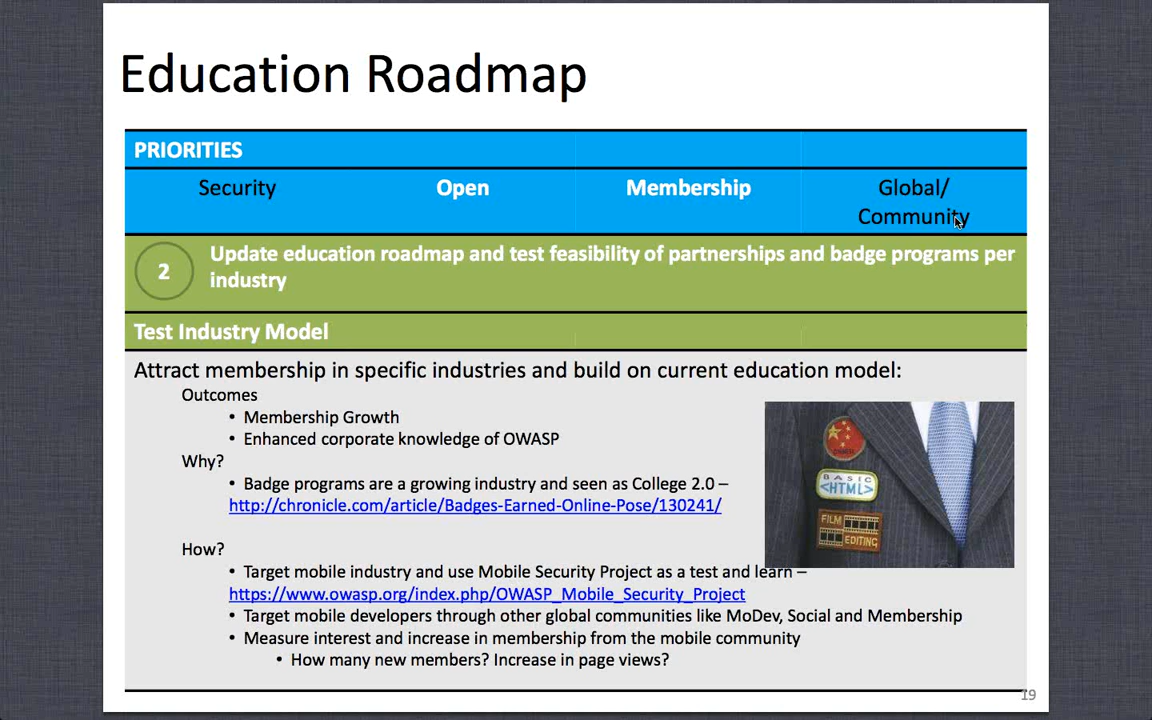 Education Roadmap
PRIORITIES
Security Open Membership Global/
Community
2 Update education roadmap and test feasibility of partnerships and badge programs per
industry
Test Industry Model
Attract membership in specific industries and build on current education model:
Outcomes
• Membership Growth
• Enhanced corporate knowledge of OWASP
Why?
• Badge programs are a growing industry and seen as College 2.0 –
http://chronicle.com/article/Badges-Earned-Online-Pose/130241/
BASIC
<HTML>
FILM
EDITING
How?
• Target mobile industry and use Mobile Security Project as a test and learn –
https://www.owasp.org/index.php/OWASP_Mobile_Security_Project
• Target mobile developers through other global communities like MoDev, Social and Membership
• Measure interest and increase in membership from the mobile community
• How many new members? Increase in page views?
19